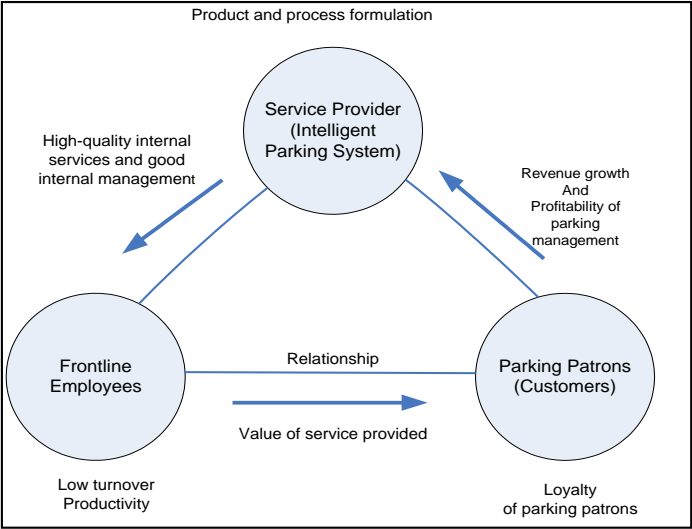 Product and process formulation
Service Provider
(Intelligent
Parking System)
High-quality internal
services and good
internal management
Revenue growth
And
Profitability of
parking
management
Frontline
Employees
Relationship
Parking Patrons
(Customers)
Value of service provided
Low turnover
Productivity
Loyalty
of parking patrons